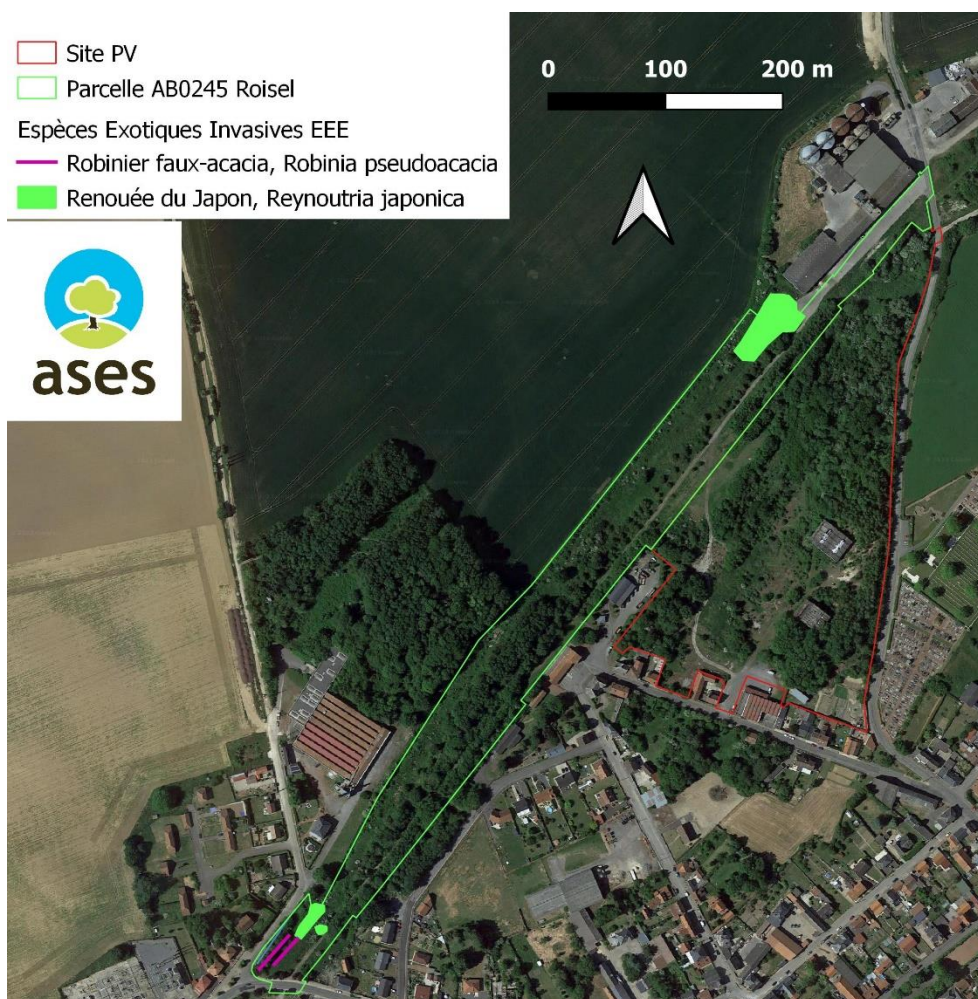 Site PV
Parcelle AB0245 Roisel
Espèces Exotiques Invasives EEE
Robinier faux-acacia, Robinia pseudoacacia
Renouée du Japon, Reynoutria japonica
0 100 200 m
ases